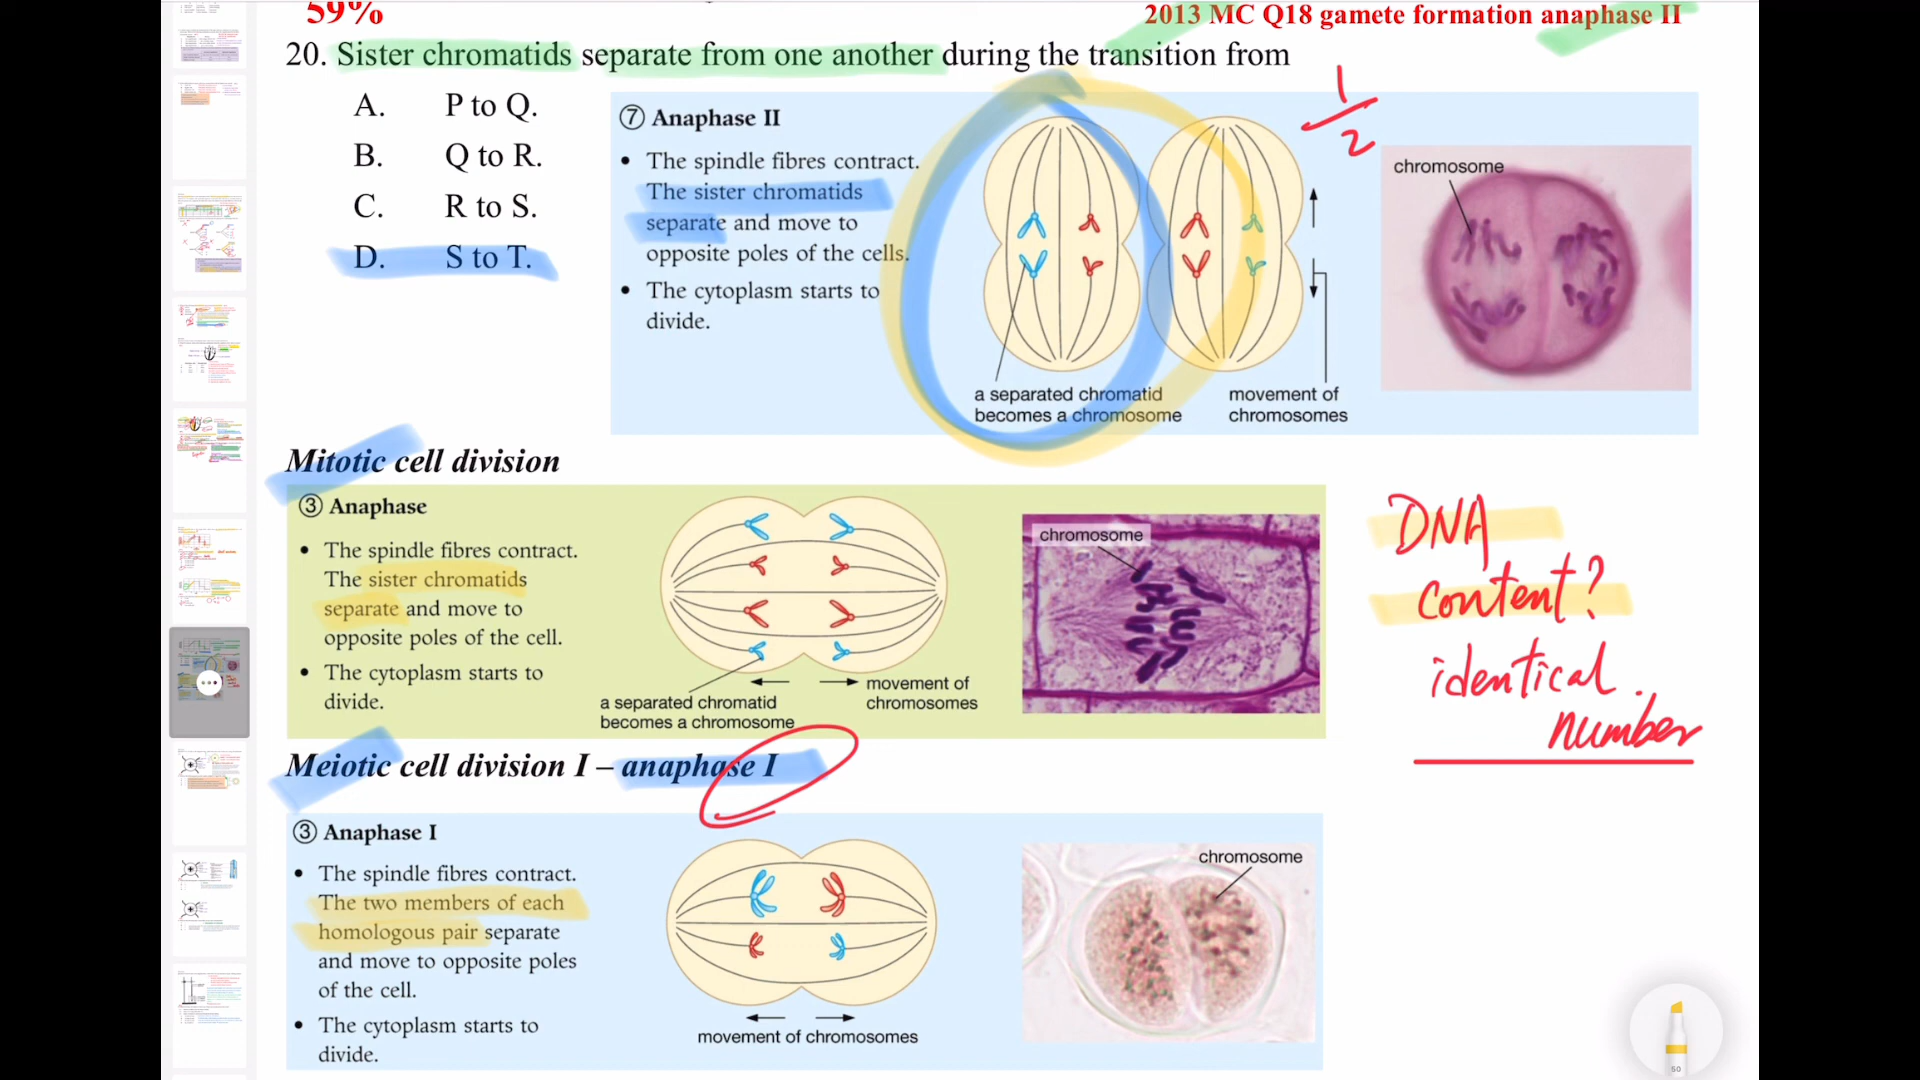 59%
2013 MC Q18 gamete formation anaphase II
20. Sister chromatids separate from one another during the transition from
A. P to Q.
B. Q to R.
C. R to S.
D. S to T.
⑦ Anaphase II
• The spindle fibres contract.
The sister chromatids
separate and move to
opposite poles of the cells.
• The cytoplasm starts to
divide.
1/2
a separated chromatid
becomes a chromosome
movement of
chromosomes
chromosome
Mitotic cell division
③ Anaphase
• The spindle fibres contract.
The sister chromatids
separate and move to
opposite poles of the cell.
• The cytoplasm starts to
divide.
a separated chromatid
becomes a chromosome
movement of
chromosomes
chromosome
DNA
content?
identical
number
Meiotic cell division I – anaphase I
③ Anaphase I
• The spindle fibres contract.
The two members of each
homologous pair separate
and move to opposite poles
of the cell.
• The cytoplasm starts to
divide.
movement of chromosomes
chromosome
50